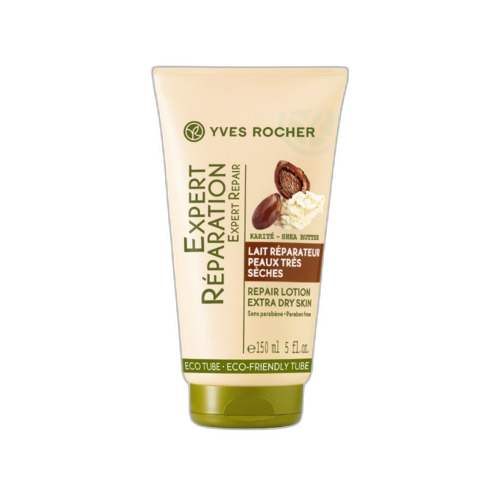 YVES ROCHER
EXPERT
RÉPARATION
EXPERT REPAIR
KARITÉ - SHEA BUTTER
LAIT RÉPARATEUR
PEAUX TRÈS
SÈCHES
REPAIR LOTION
EXTRA DRY SKIN
Sans parabène • Paraben free
e150 ml 5 fl.oz.
ECO TUBE • ECO-FRIENDLY TUBE